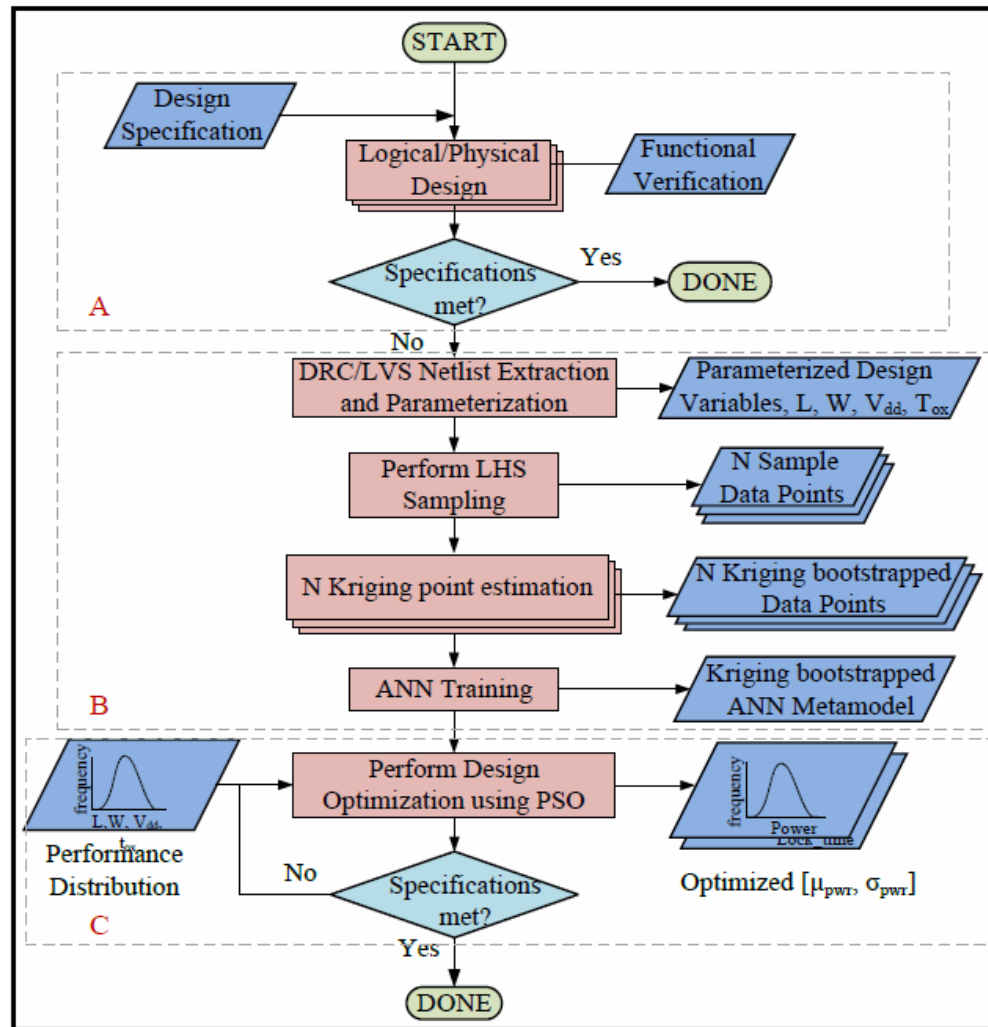 START
Design
Specification
Logical/Physical
Design
Functional
Verification
Specifications
met?
Yes
DONE
A
No
DRC/LVS Netlist Extraction
and Parameterization
Parameterized Design
Variables, L, W, Vdd, Tox
Perform LHS
Sampling
N Sample
Data Points
N Kriging point estimation
N Kriging bootstrapped
Data Points
ANN Training
Kriging bootstrapped
ANN Metamodel
B
frequency
L,W, Vdd,
tox
Performance
Distribution
Perform Design
Optimization using PSO
frequency
Power
Lock_time
Optimized [μpwr, σpwr]
No
Specifications
met?
C
Yes
DONE